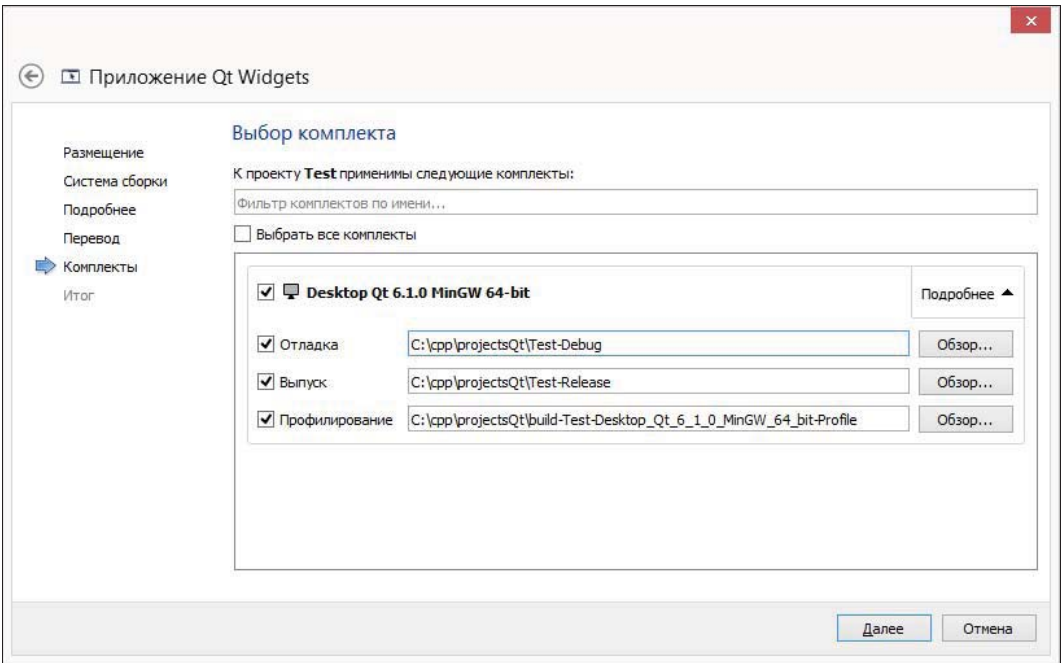 Приложение Qt Widgets
Размещение
Система сборки
Подробнее
Перевод
Комплекты
Итог
Выбор комплекта
К проекту Test применимы следующие комплекты:
Фильтр комплектов по имени...
Выбрать все комплекты
Desktop Qt 6.1.0 MinGW 64-bit
Подробнее
Отладка C:\cpp\projectsQt\Test-Debug Обзор...
Выпуск C:\cpp\projectsQt\Test-Release Обзор...
Профилирование C:\cpp\projectsQt\build-Test-Desktop_Qt_6_1_0_MinGW_64_bit-Profile Обзор...
Далее Отмена